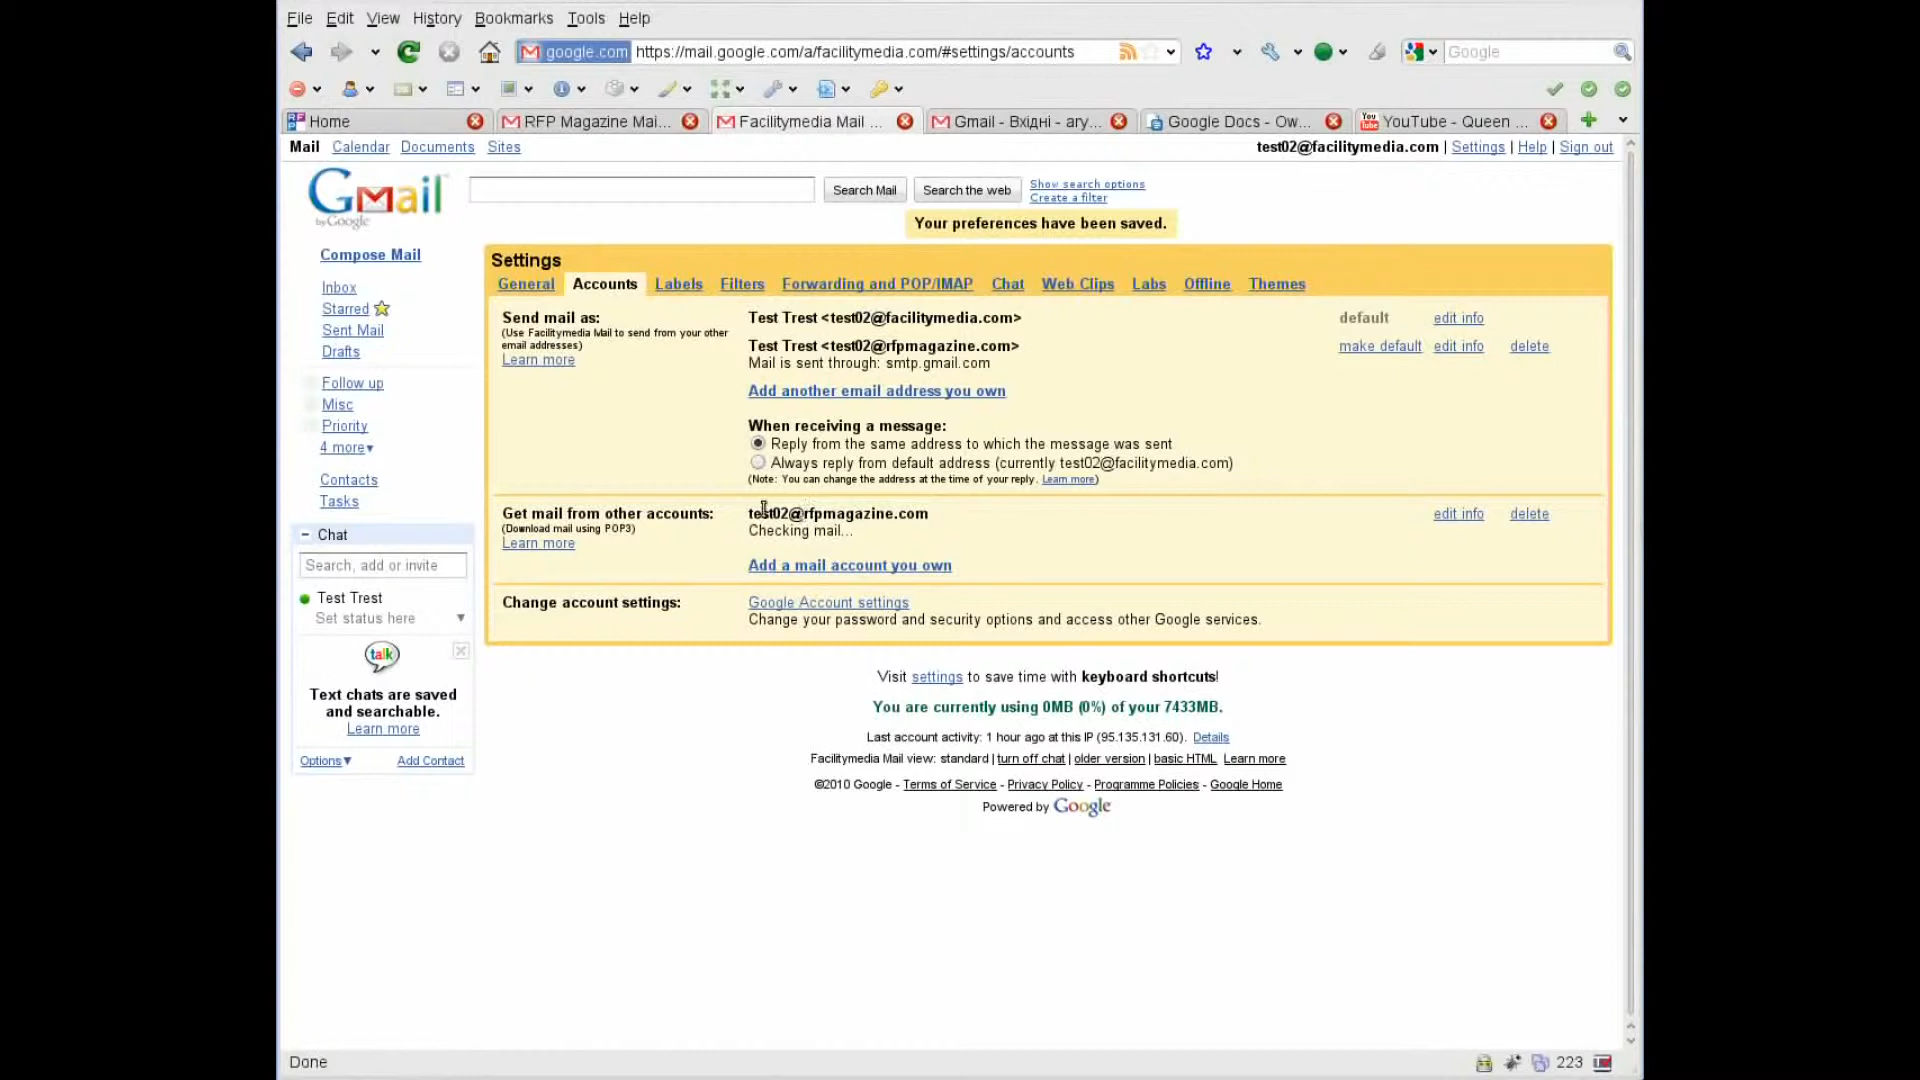 File Edit View History Bookmarks Tools Help
google.com https://mail.google.com/a/facilitymedia.com/#settings/accounts Google
Home RFP Magazine Mai... Facilitymedia Mail ... Gmail - Вхідні - ary... Google Docs - Ow... YouTube - Queen ...
Mail Calendar Documents Sites test02@facilitymedia.com | Settings | Help | Sign out
Gmail by Google
Search Mail Search the web Show search options
Create a filter
Your preferences have been saved.
Compose Mail
Inbox
Starred
Sent Mail
Drafts
Follow up
Misc
Priority
4 more▾
Contacts
Tasks
− Chat
Search, add or invite
Test Trest
Set status here
talk
Text chats are saved
and searchable.
Learn more
Options▼ Add Contact
Settings
General Accounts Labels Filters Forwarding and POP/IMAP Chat Web Clips Labs Offline Themes
Send mail as:
(Use Facilitymedia Mail to send from your other
email addresses)
Learn more
Test Trest <test02@facilitymedia.com> default edit info
Test Trest <test02@rfpmagazine.com> make default edit info delete
Mail is sent through: smtp.gmail.com
Add another email address you own
When receiving a message:
Reply from the same address to which the message was sent
Always reply from default address (currently test02@facilitymedia.com)
(Note: You can change the address at the time of your reply. Learn more)
Get mail from other accounts:
(Download mail using POP3)
Learn more
test02@rfpmagazine.com edit info delete
Checking mail...
Add a mail account you own
Change account settings:
Google Account settings
Change your password and security options and access other Google services.
Visit settings to save time with keyboard shortcuts!
You are currently using 0MB (0%) of your 7433MB.
Last account activity: 1 hour ago at this IP (95.135.131.60). Details
Facilitymedia Mail view: standard | turn off chat | older version | basic HTML Learn more
©2010 Google - Terms of Service - Privacy Policy - Programme Policies - Google Home
Powered by Google
Done 223